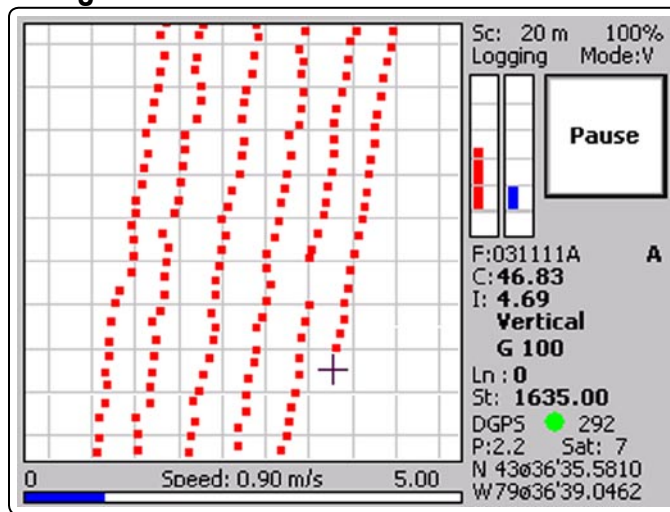 Sc: 20 m 100%
Logging Mode:V
Pause
F:031111A A
C: 46.83
I: 4.69
Vertical
G 100
Ln : 0
St: 1635.00
DGPS 292
P:2.2 Sat: 7
N 43ø36'35.5810
W79ø36'39.0462
0 Speed: 0.90 m/s 5.00